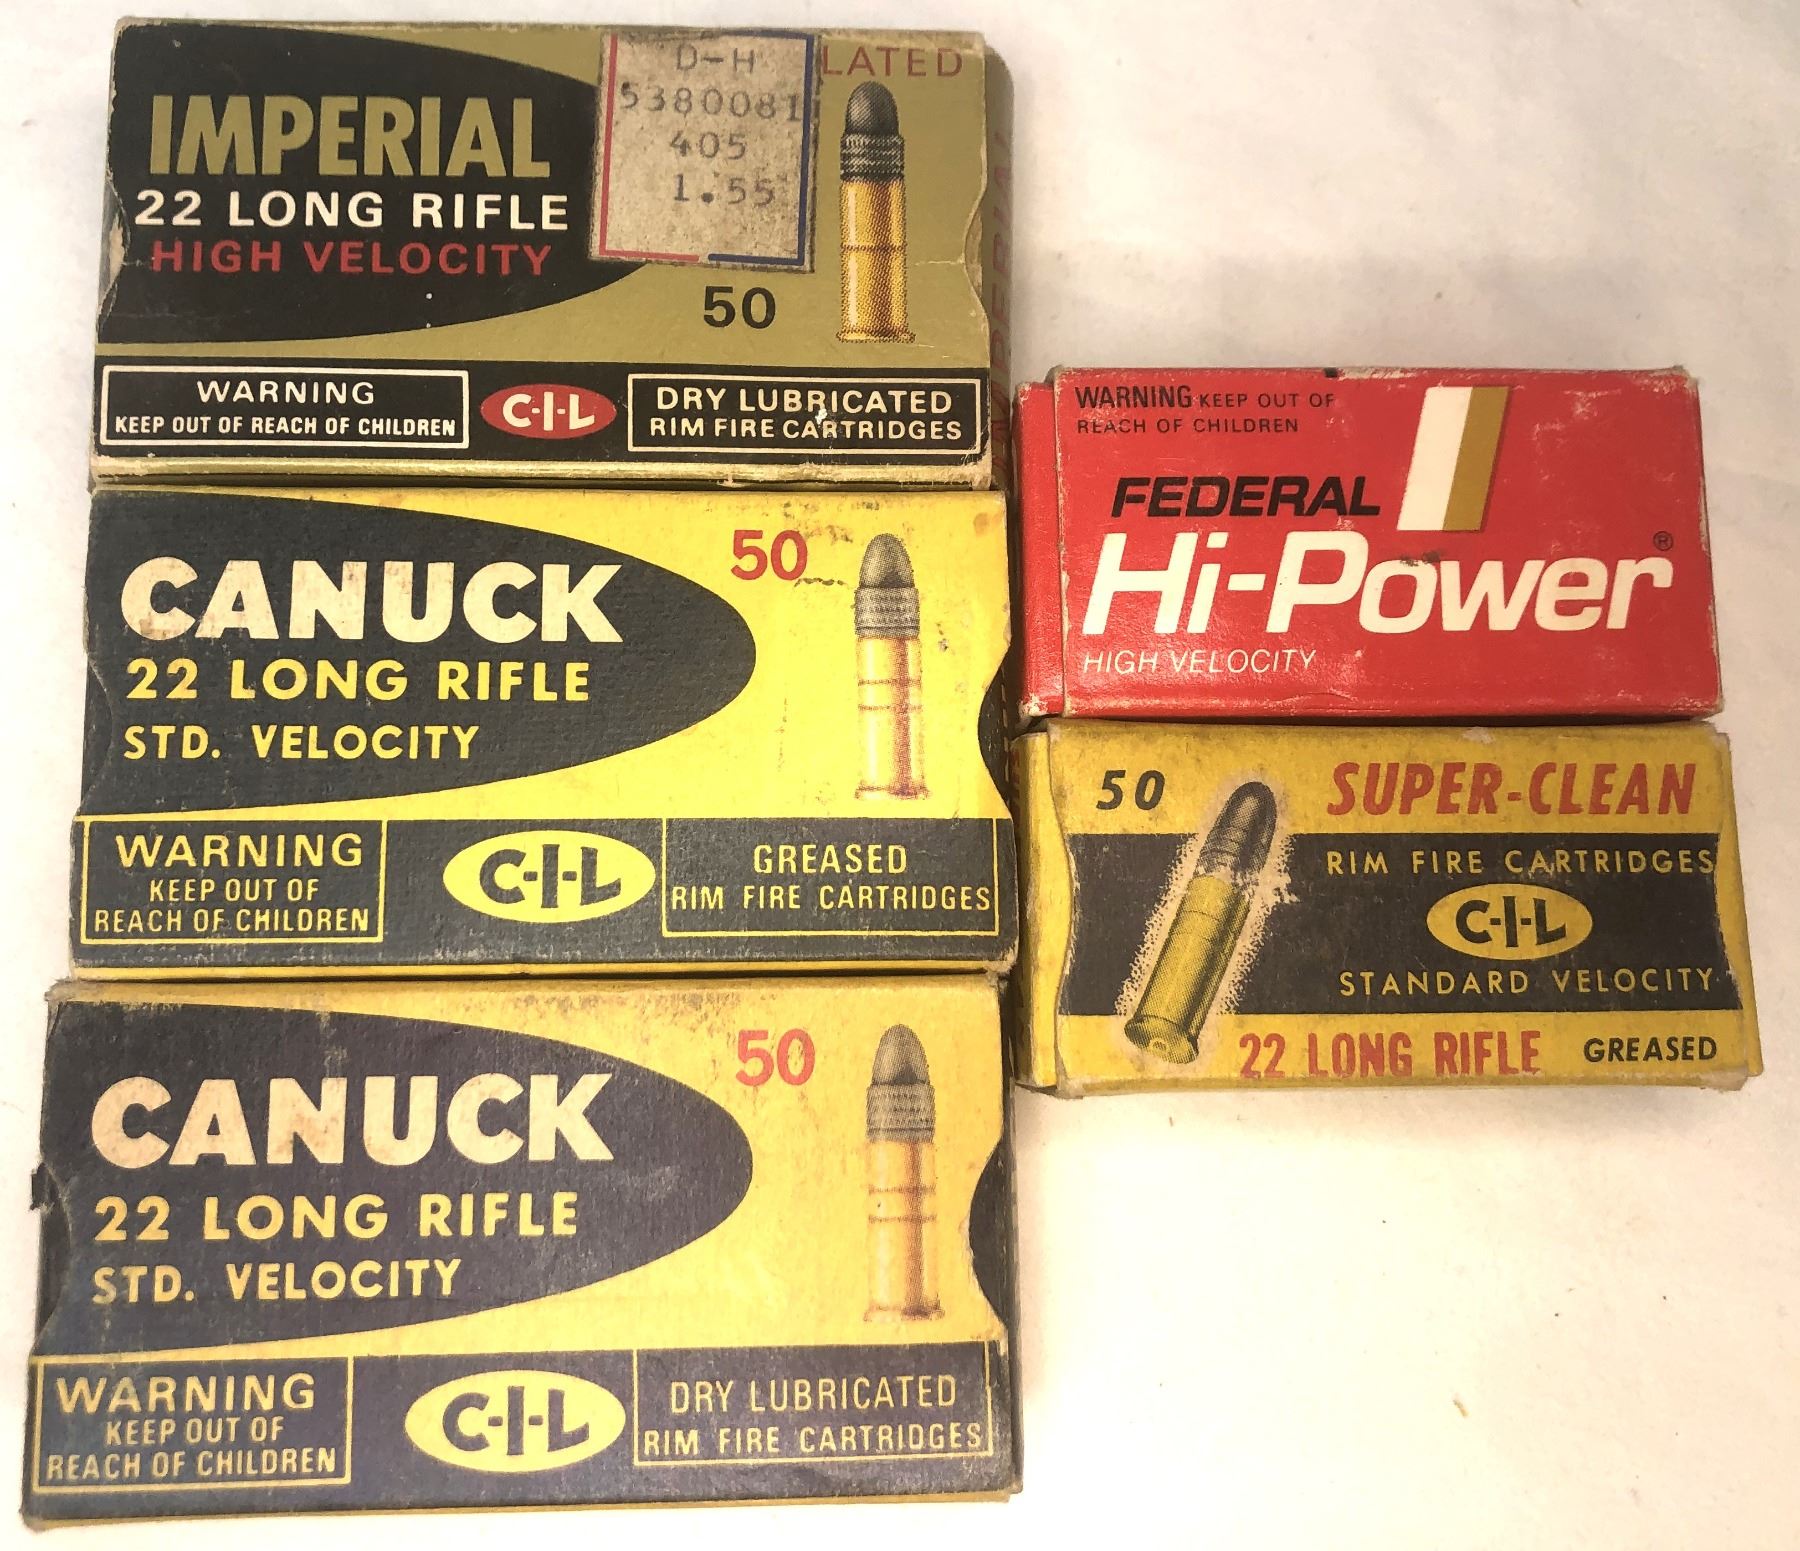 IMPERIAL
22 LONG RIFLE
HIGH VELOCITY
D-H
5380081
405
1.55
LATED
50
WARNING
KEEP OUT OF REACH OF CHILDREN
C-I-L
DRY LUBRICATED
RIM FIRE CARTRIDGES
IMPERIAL
CANUCK
22 LONG RIFLE
STD. VELOCITY
50
WARNING
KEEP OUT OF
REACH OF CHILDREN
C-I-L
GREASED
RIM FIRE CARTRIDGES
CANUCK
22 LONG RIFLE
STD. VELOCITY
50
WARNING
KEEP OUT OF
REACH OF CHILDREN
C-I-L
DRY LUBRICATED
RIM FIRE CARTRIDGES
WARNING KEEP OUT OF
REACH OF CHILDREN
FEDERAL
Hi-Power®
HIGH VELOCITY
50
SUPER-CLEAN
RIM FIRE CARTRIDGES
C-I-L
STANDARD VELOCITY
22 LONG RIFLE GREASED